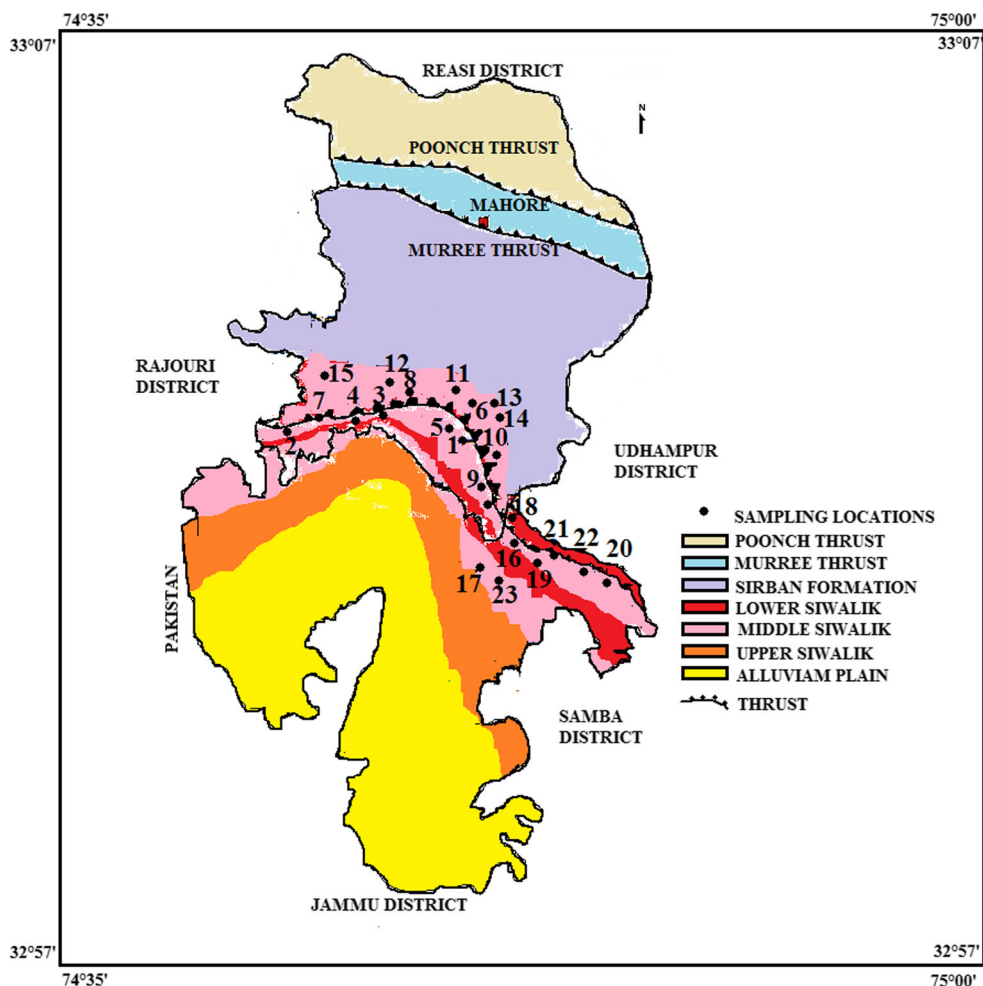 74°35' 75°00'
33°07' 33°07'
REASI DISTRICT
N
POONCH THRUST
MAHORE
MURREE THRUST
RAJOURI
DISTRICT
15
12
8
11
7
4
3
13
6
14
2
5
1
10
UDHAMPUR
DISTRICT
9
18
21
22
20
16
19
17
23
PAKISTAN
SAMPLING LOCATIONS
POONCH THRUST
MURREE THRUST
SIRBAN FORMATION
LOWER SIWALIK
MIDDLE SIWALIK
UPPER SIWALIK
ALLUVIAM PLAIN
THRUST
SAMBA
DISTRICT
JAMMU DISTRICT
32°57' 32°57'
74°35' 75°00'